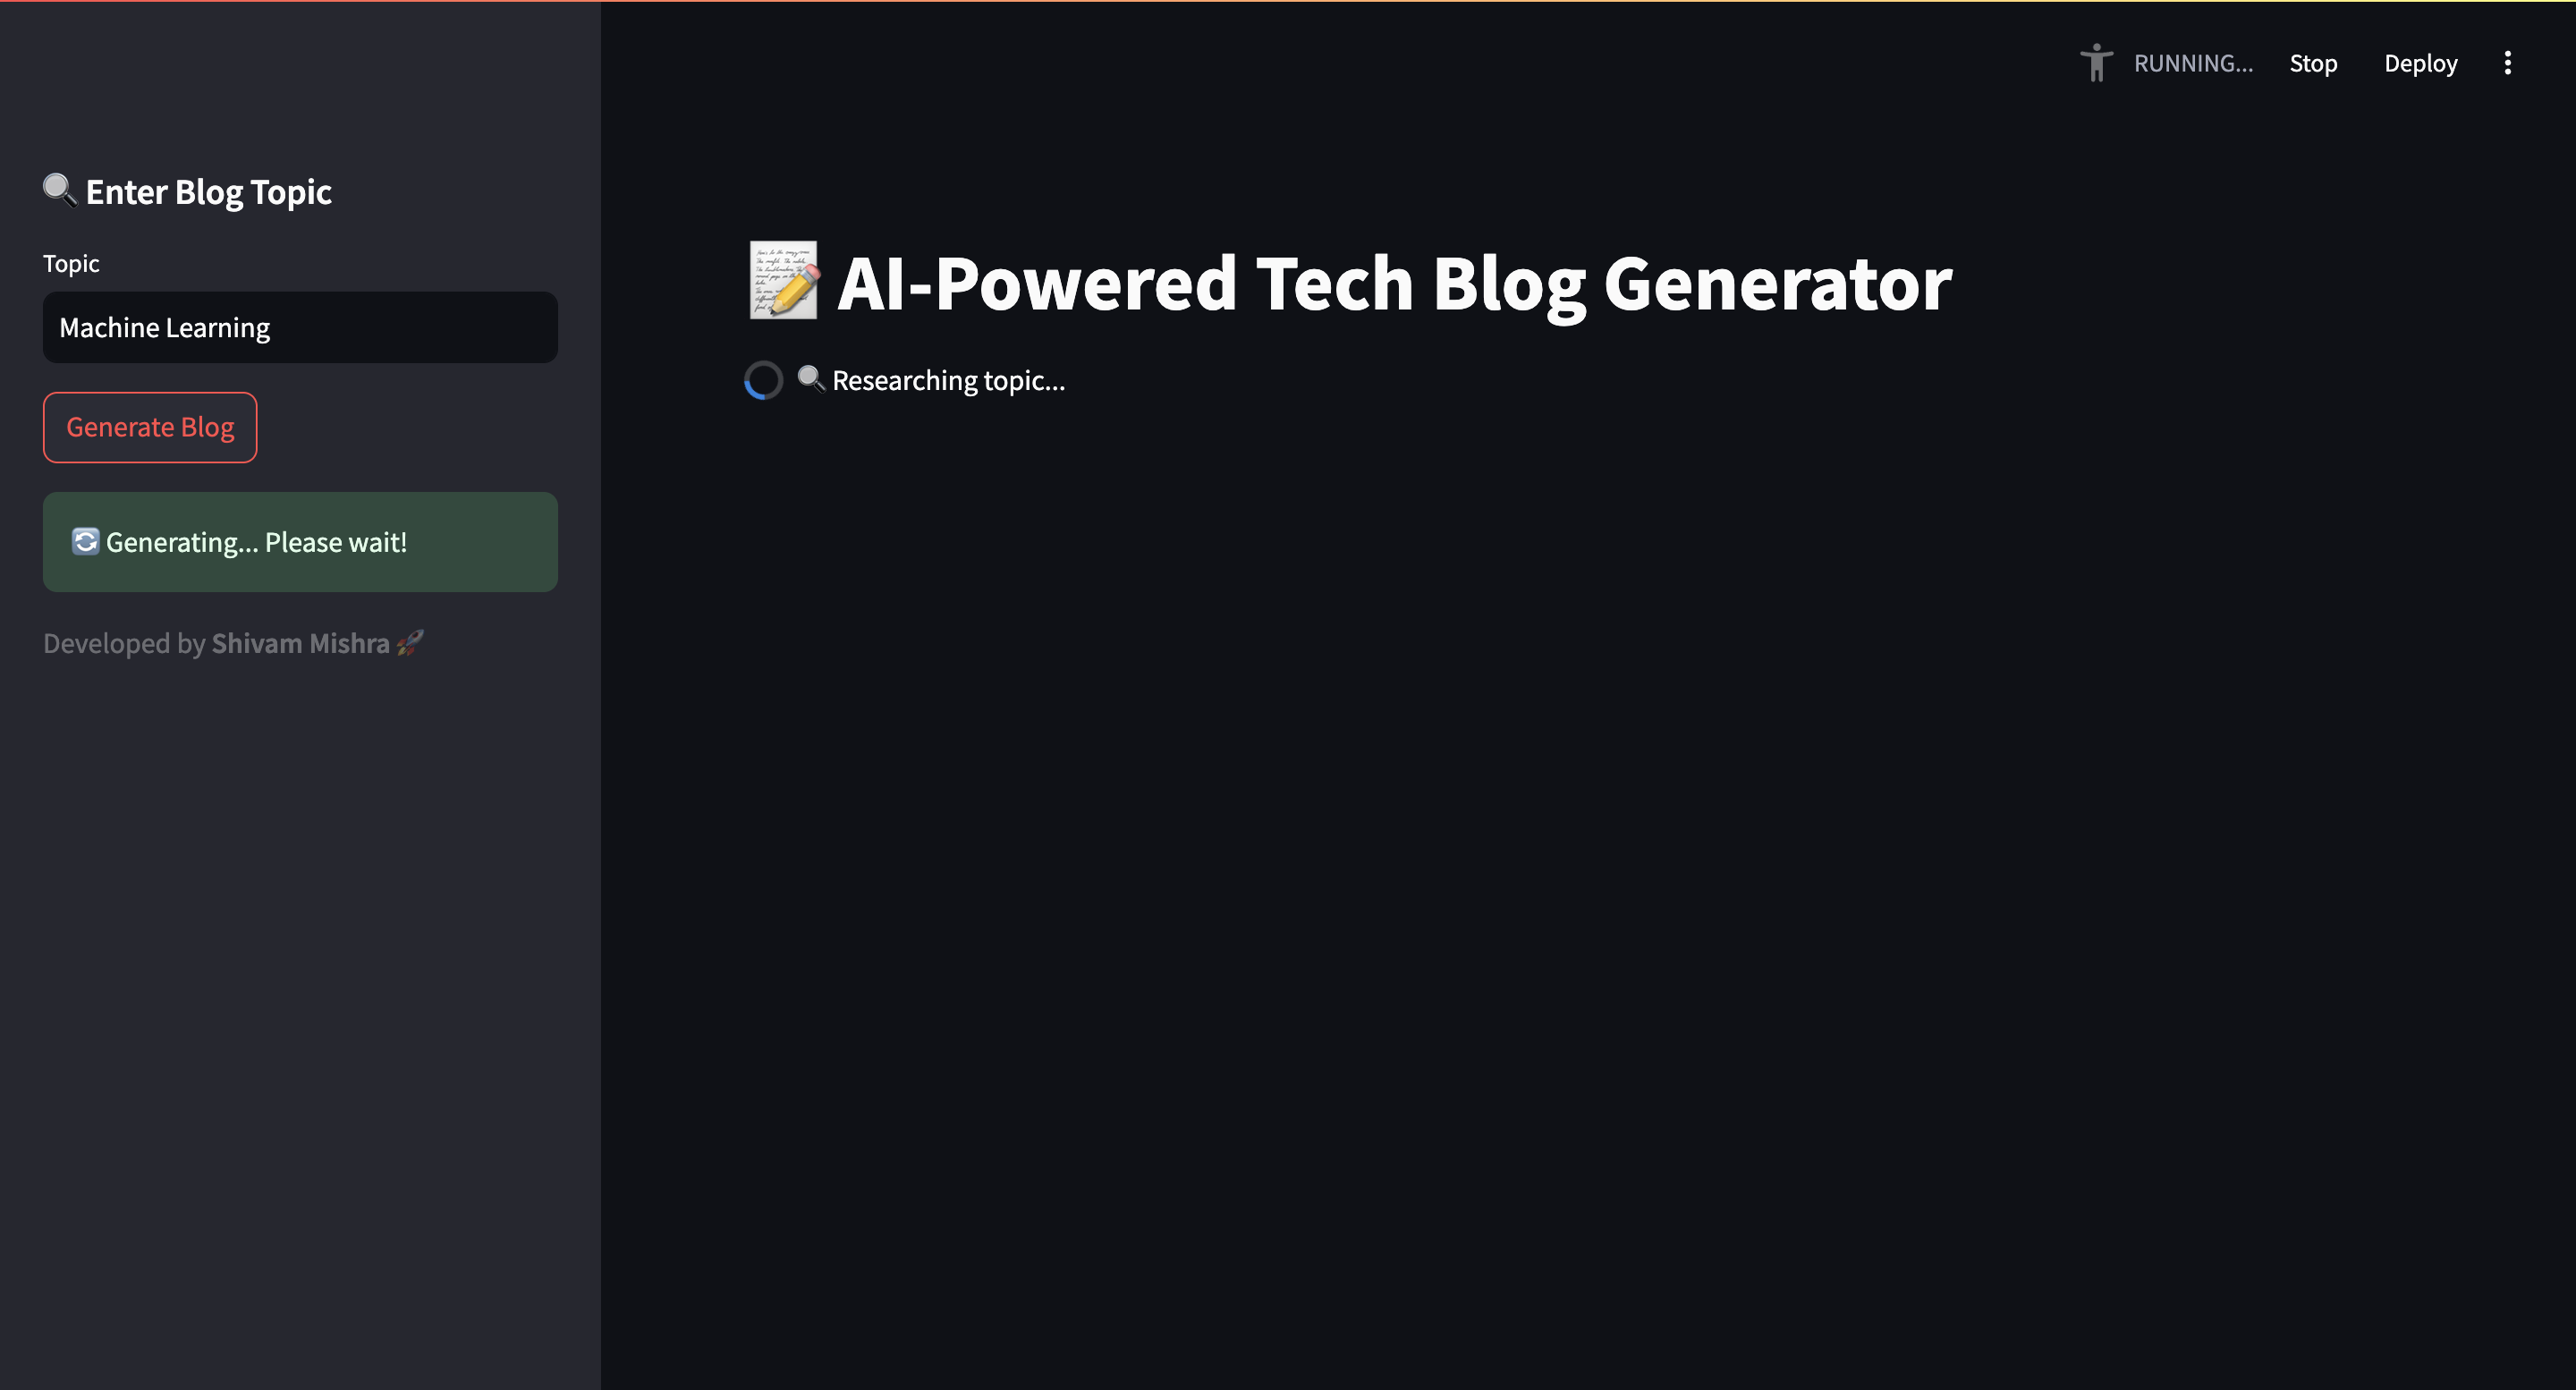 RUNNING...
Stop
Deploy
🔍 Enter Blog Topic
Topic
Machine Learning
Generate Blog
🔄 Generating... Please wait!
Developed by Shivam Mishra 🚀
📝 AI-Powered Tech Blog Generator
🔍 Researching topic...